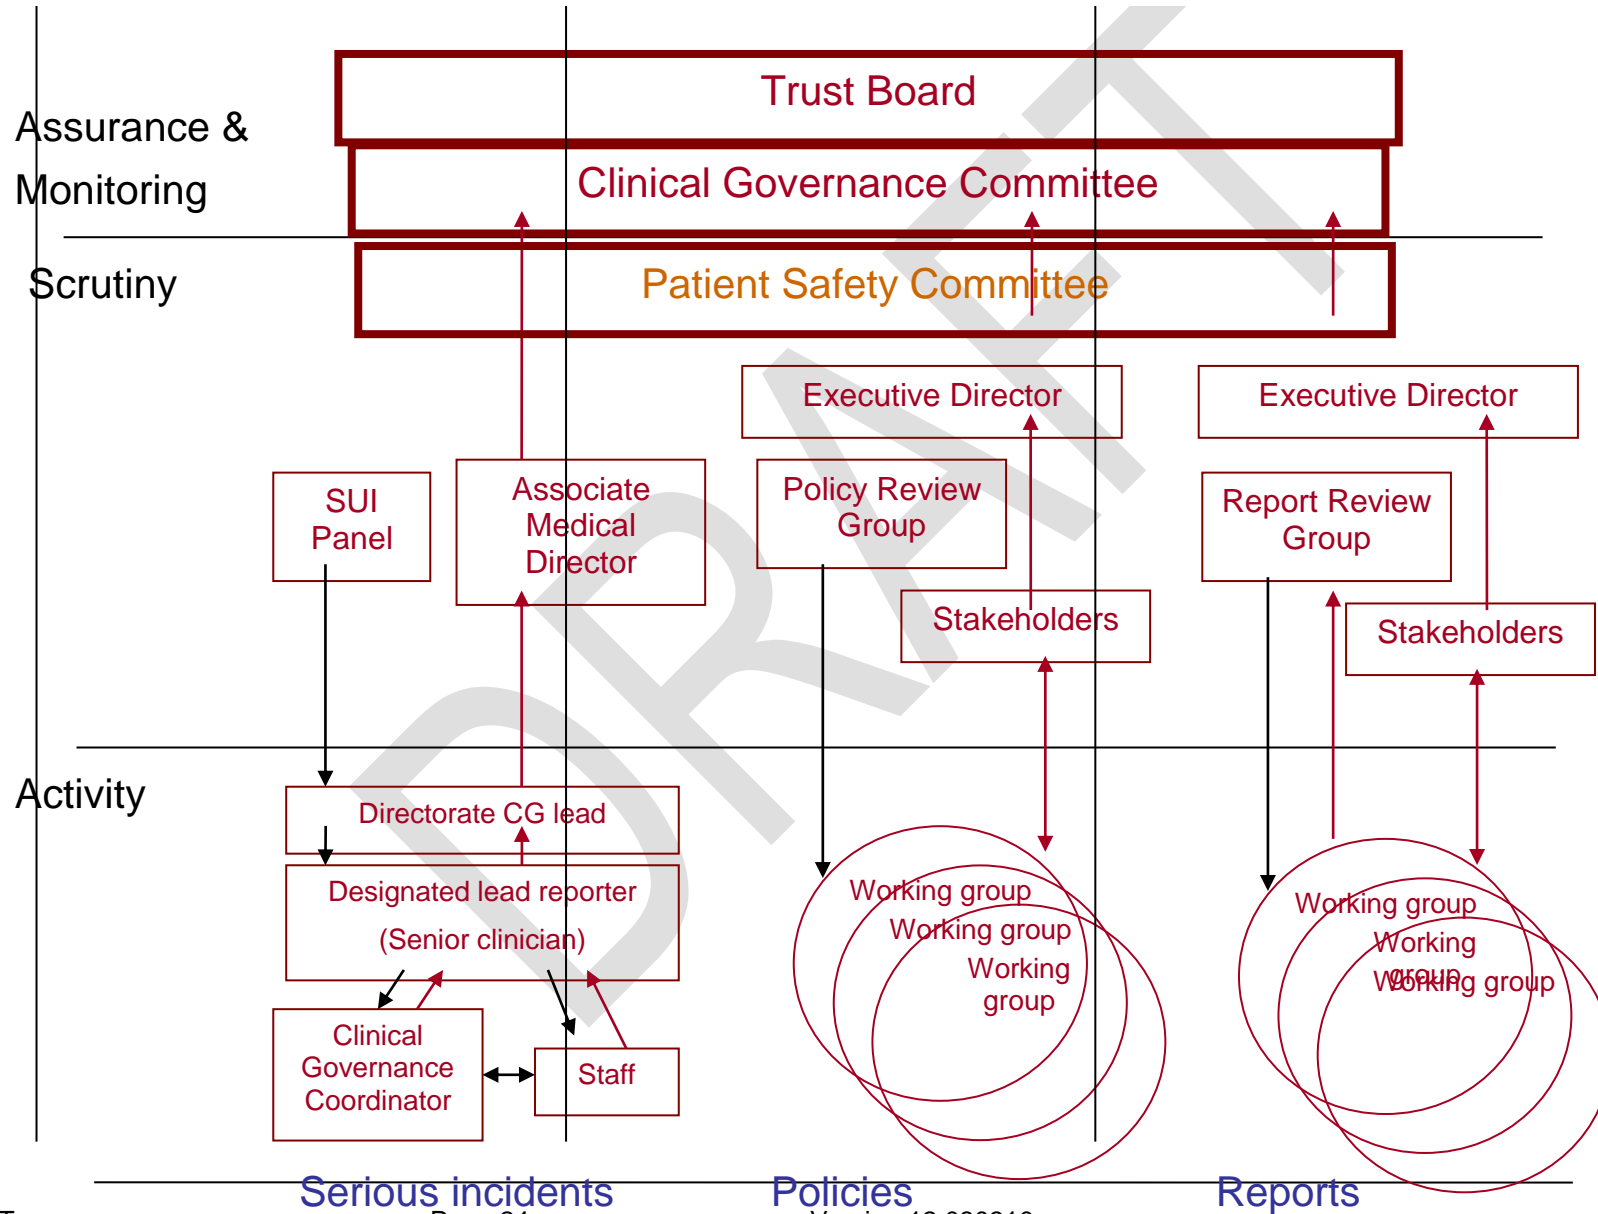 Trust Board
Assurance &
Monitoring
Clinical Governance Committee
Scrutiny
Patient Safety Committee
Executive Director
Executive Director
SUI
Panel
Associate
Medical
Director
Policy Review
Group
Report Review
Group
Stakeholders
Stakeholders
Activity
Directorate CG lead
Designated lead reporter
(Senior clinician)
Clinical
Governance
Coordinator
Staff
Working group
Working group
Working
group
Working group
Working
group
Working group
Serious incidents
Policies
Reports
DRAFT